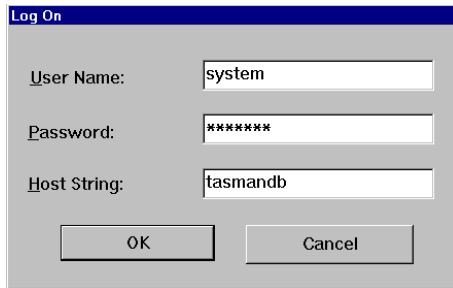 Log On
User Name: system
Password: *******
Host String: tasmandb
OK Cancel